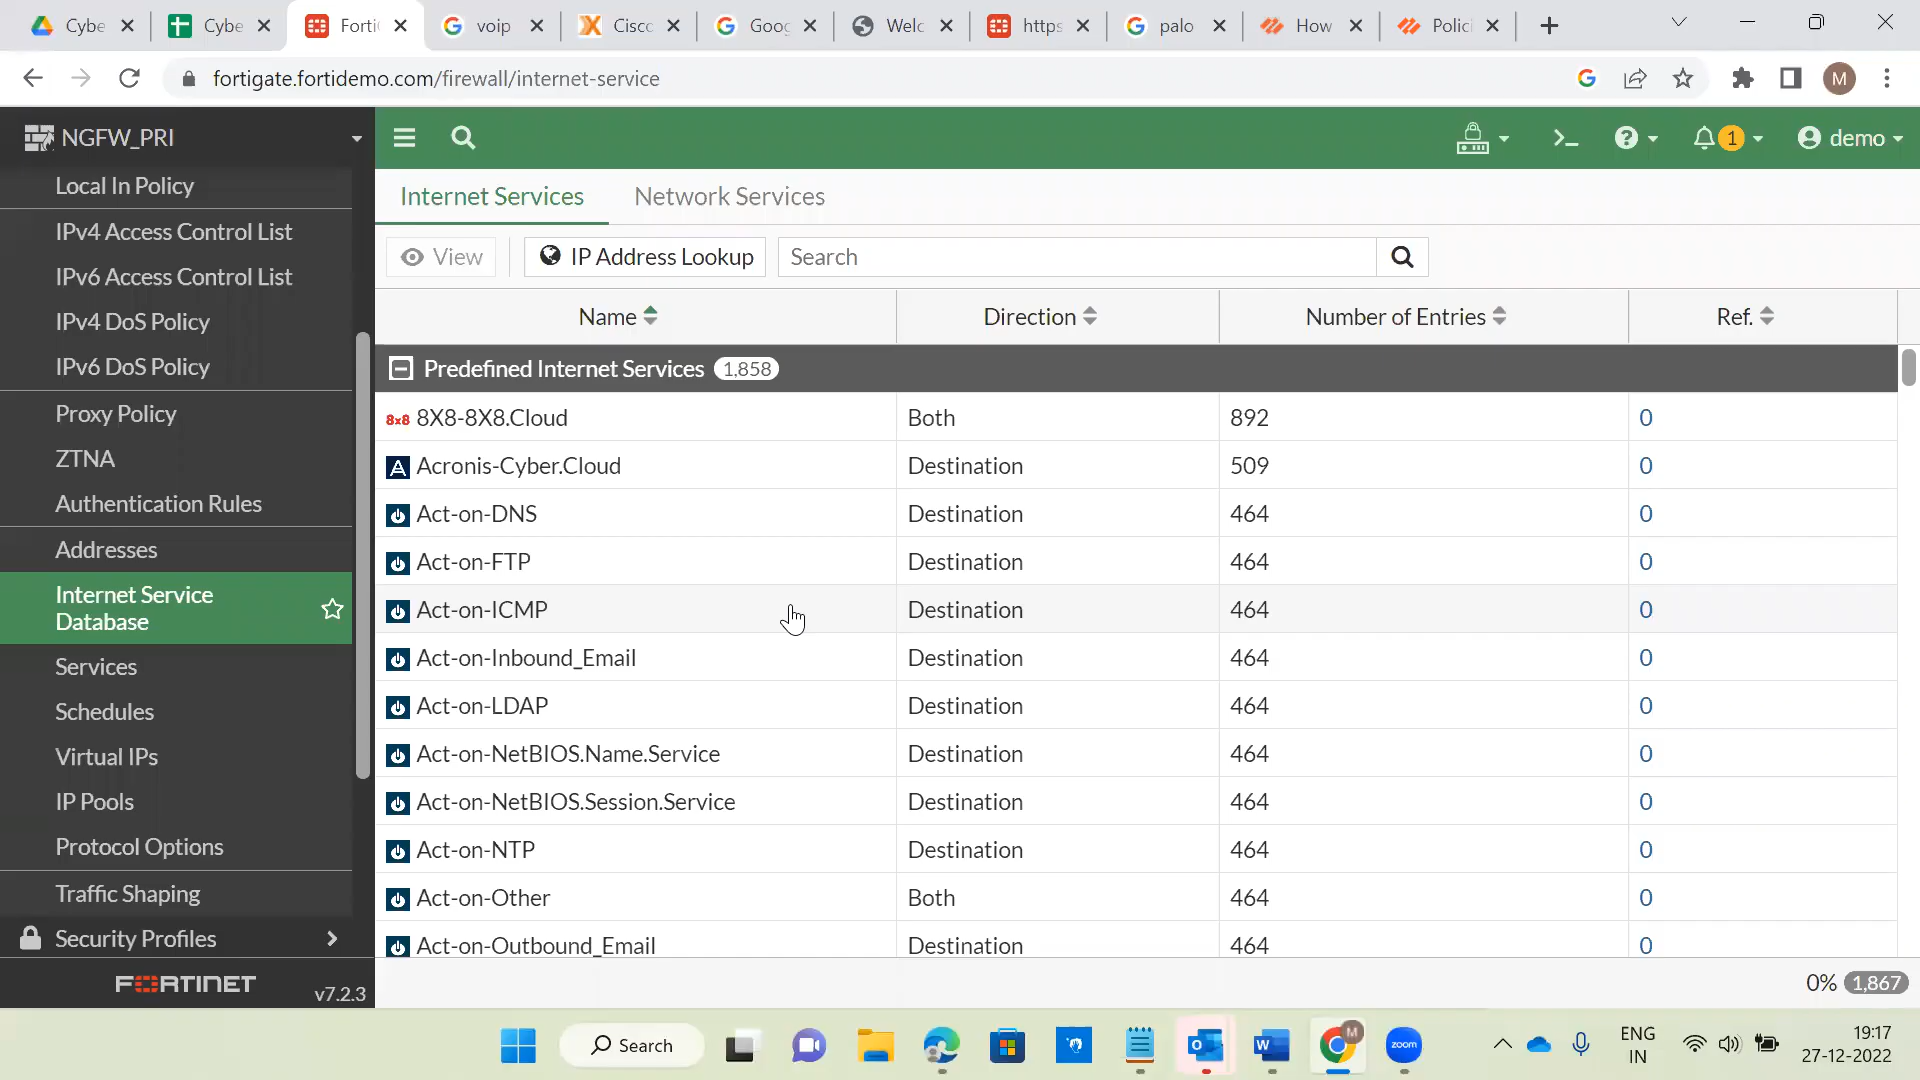 Cybe
Cybe
Forti
voip
Cisco
Goog
Welc
https
palo
How
Polici
fortigate.fortidemo.com/firewall/internet-service
M
NGFW_PRI
1
demo
Local In Policy
IPv4 Access Control List
IPv6 Access Control List
IPv4 DoS Policy
IPv6 DoS Policy
Proxy Policy
ZTNA
Authentication Rules
Addresses
Internet Service
Database
Services
Schedules
Virtual IPs
IP Pools
Protocol Options
Traffic Shaping
Security Profiles
FORTINET
v7.2.3
Internet Services Network Services
View IP Address Lookup Search
Name Direction Number of Entries Ref.
Predefined Internet Services 1,858
8x8 8X8-8X8.Cloud Both 892 0
Acronis-Cyber.Cloud Destination 509 0
Act-on-DNS Destination 464 0
Act-on-FTP Destination 464 0
Act-on-ICMP Destination 464 0
Act-on-Inbound_Email Destination 464 0
Act-on-LDAP Destination 464 0
Act-on-NetBIOS.Name.Service Destination 464 0
Act-on-NetBIOS.Session.Service Destination 464 0
Act-on-NTP Destination 464 0
Act-on-Other Both 464 0
Act-on-Outbound_Email Destination 464 0
0% 1,867
Search
M
zoom
ENG
IN
19:17
27-12-2022